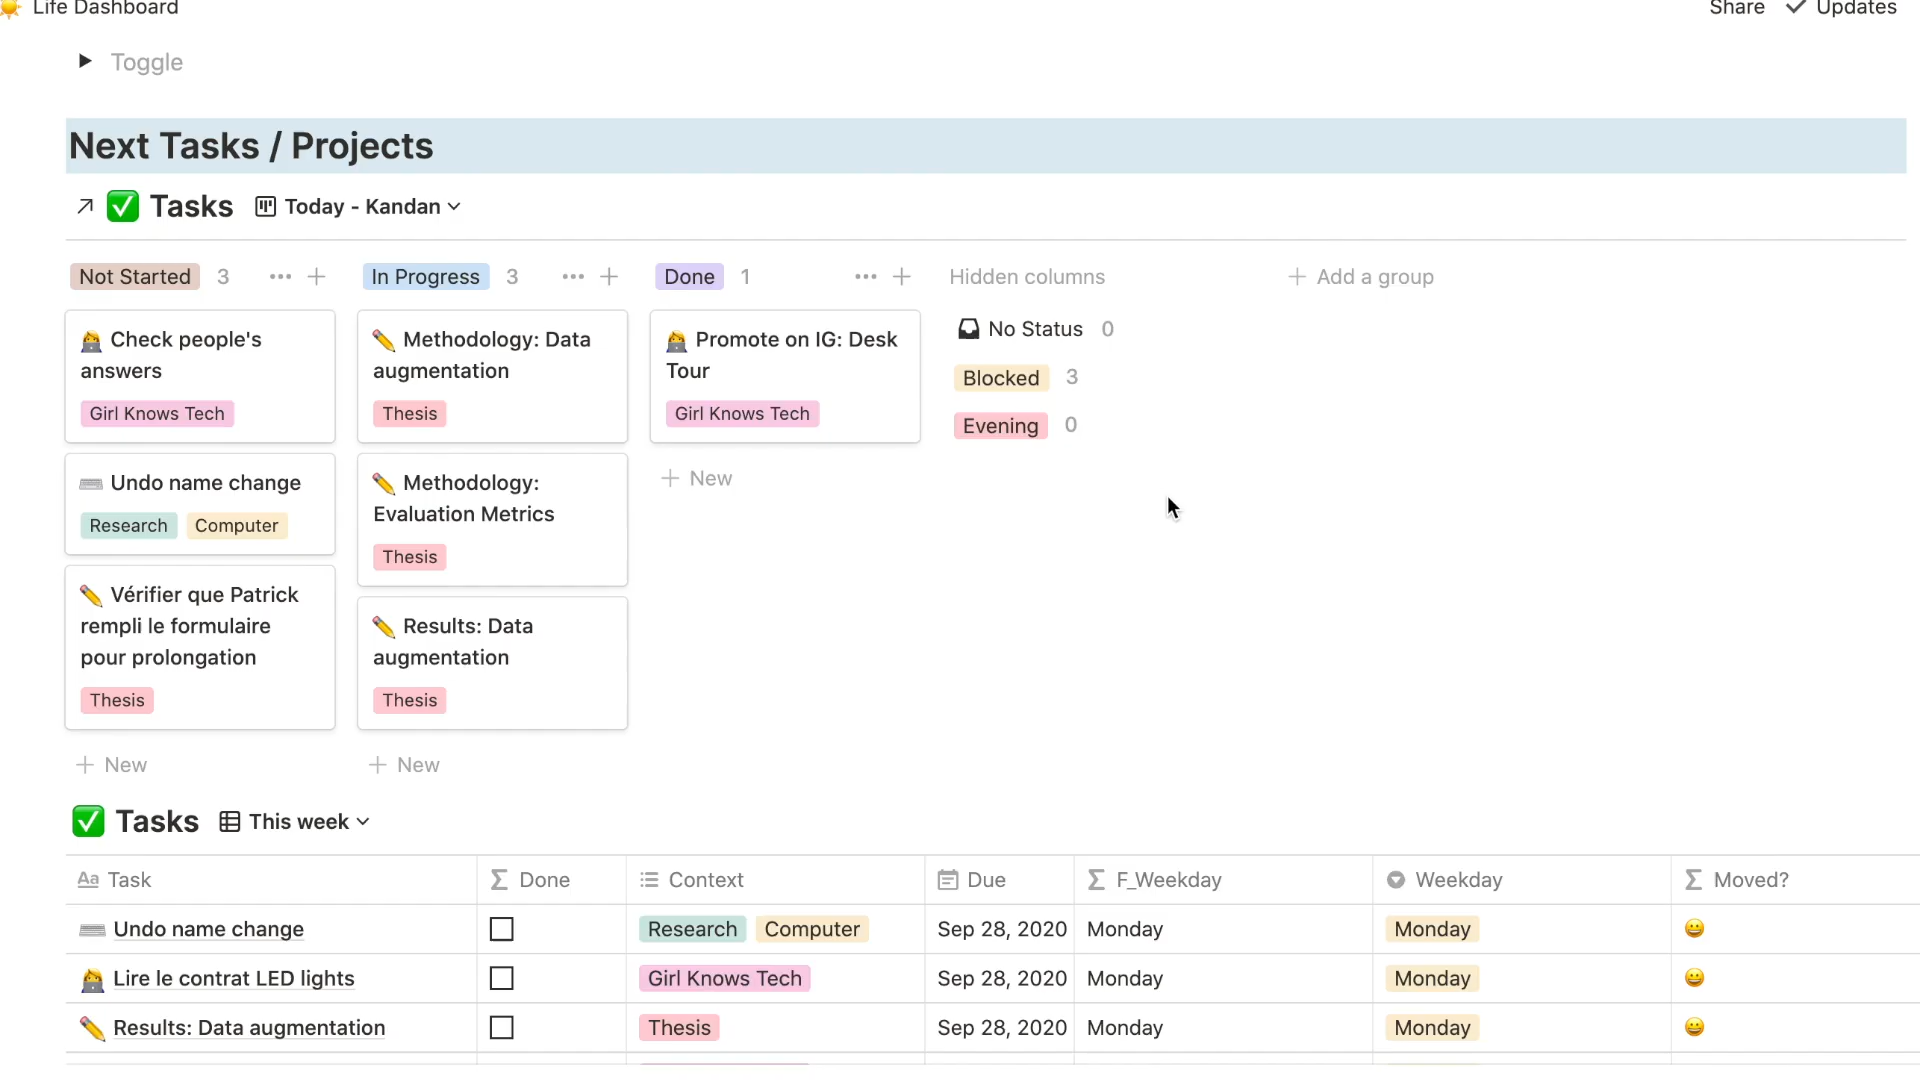 Life Dashboard
Share Updates
Toggle
Next Tasks / Projects
Tasks Today - Kandan
Not Started 3
In Progress 3
Done 1
Hidden columns
Add a group
Check people's
answers
Girl Knows Tech
Undo name change
Research Computer
Vérifier que Patrick
rempli le formulaire
pour prolongation
Thesis
New
Methodology: Data
augmentation
Thesis
Methodology:
Evaluation Metrics
Thesis
Results: Data
augmentation
Thesis
New
Promote on IG: Desk
Tour
Girl Knows Tech
New
No Status 0
Blocked 3
Evening 0
Tasks This week
Aa Task Σ Done Context Due Σ F_Weekday Weekday Σ Moved?
Undo name change Research Computer Sep 28, 2020 Monday Monday
Lire le contrat LED lights Girl Knows Tech Sep 28, 2020 Monday Monday
Results: Data augmentation Thesis Sep 28, 2020 Monday Monday